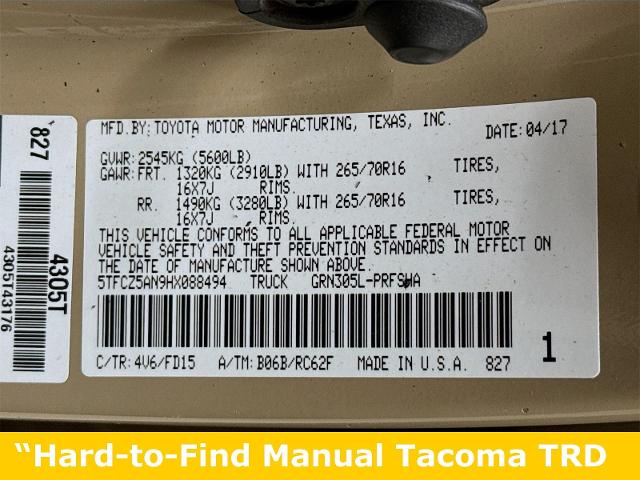 MFD.BY:TOYOTA MOTOR MANUFACTURING, TEXAS, INC.
DATE:04/17
GVWR:2545KG (5600LB)
GAWR:FRT. 1320KG (2910LB) WITH 265/70R16 TIRES,
16X7J RIMS.
RR. 1490KG (3280LB) WITH 265/70R16 TIRES,
16X7J RIMS.
THIS VEHICLE CONFORMS TO ALL APPLICABLE FEDERAL MOTOR
VEHICLE SAFETY AND THEFT PREVENTION STANDARDS IN EFFECT ON
THE DATE OF MANUFACTURE SHOWN ABOVE.
5TFCZ5AN9HX088494 TRUCK GRN305L-PRFSHA
C/TR:4V6/FD15 A/TM:B06B/RC62F MADE IN U.S.A. 827
1
827
4305T
4305T43176
“Hard-to-Find Manual Tacoma TRD